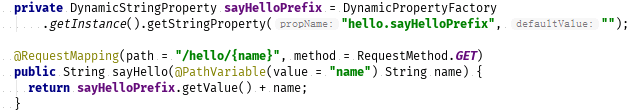 private DynamicStringProperty sayHelloPrefix = DynamicPropertyFactory
.getInstance().getStringProperty( propName: "hello.sayHelloPrefix", defaultValue: "");
@RequestMapping(path = "/hello/{name}", method = RequestMethod.GET)
public String sayHello(@PathVariable(value = "name") String name) {
return sayHelloPrefix.getValue() + name;
}